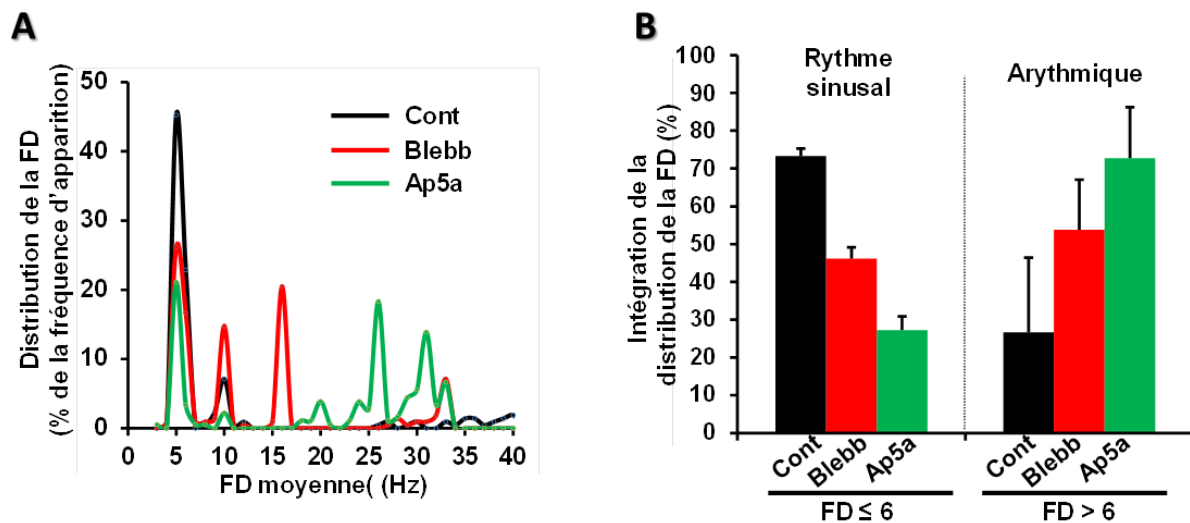 A
Distribution de la FD
(% de la fréquence d'apparition)
50
40
30
20
10
0
Cont
Blebb
Ap5a
0 5 10 15 20 25 30 35 40
FD moyenne( (Hz)
B
Intégration de la
distribution de la FD (%)
100
90
80
70
60
50
40
30
20
10
0
Rythme
sinusal
Arythmique
Cont Blebb Ap5a Cont Blebb Ap5a
FD ≤ 6 FD > 6